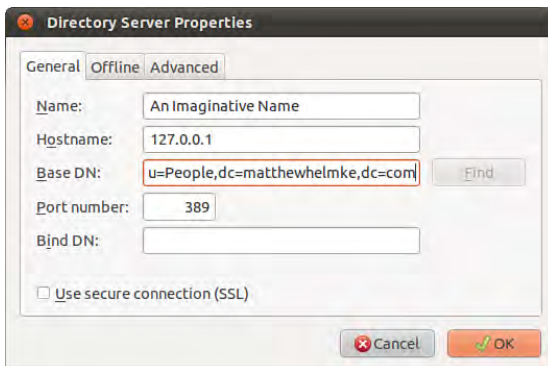 Directory Server Properties
General Offline Advanced
Name: An Imaginative Name
Hostname: 127.0.0.1
Base DN: u=People,dc=matthewhelmke,dc=com Find
Port number: 389
Bind DN:
Use secure connection (SSL)
Cancel OK